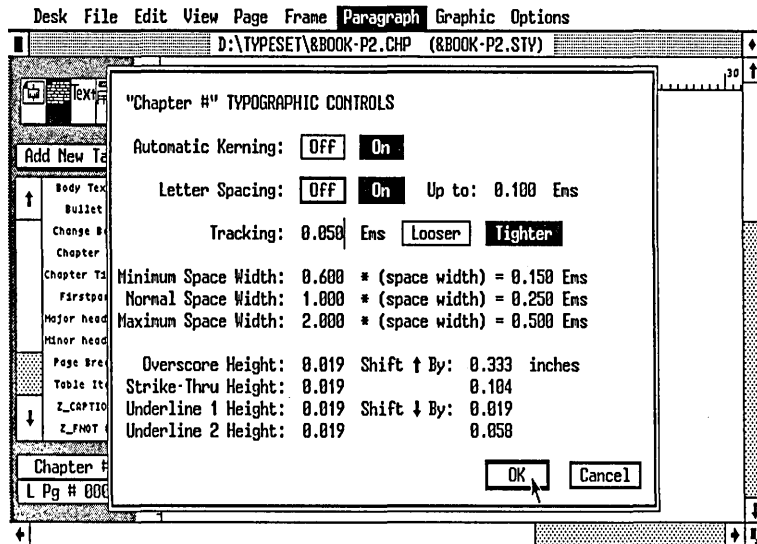 Desk File Edit View Page Frame Paragraph Graphic Options
D:\TYPESET\&BOOK-P2.CHP (&BOOK-P2.STY)
30
Text
"Chapter #" TYPOGRAPHIC CONTROLS
Automatic Kerning: Off On
Add New Ta
Letter Spacing: Off On Up to: 0.100 Ems
Body Tex
Bullet
Tracking: 0.050 Ems Looser Tighter
Change B
Chapter
Chapter Ti
Minimum Space Width: 0.600 * (space width) = 0.150 Ems
Firstpar
Normal Space Width: 1.000 * (space width) = 0.250 Ems
Major head
Maximum Space Width: 2.000 * (space width) = 0.500 Ems
Minor head
Page Bre
Overscore Height: 0.019 Shift ↑ By: 0.333 inches
Table Ite
Strike-Thru Height: 0.019 0.104
Z_CAPTIO
Underline 1 Height: 0.019 Shift ↓ By: 0.019
Z_FNOT
Underline 2 Height: 0.019 0.058
Chapter #
OK Cancel
L Pg # 000